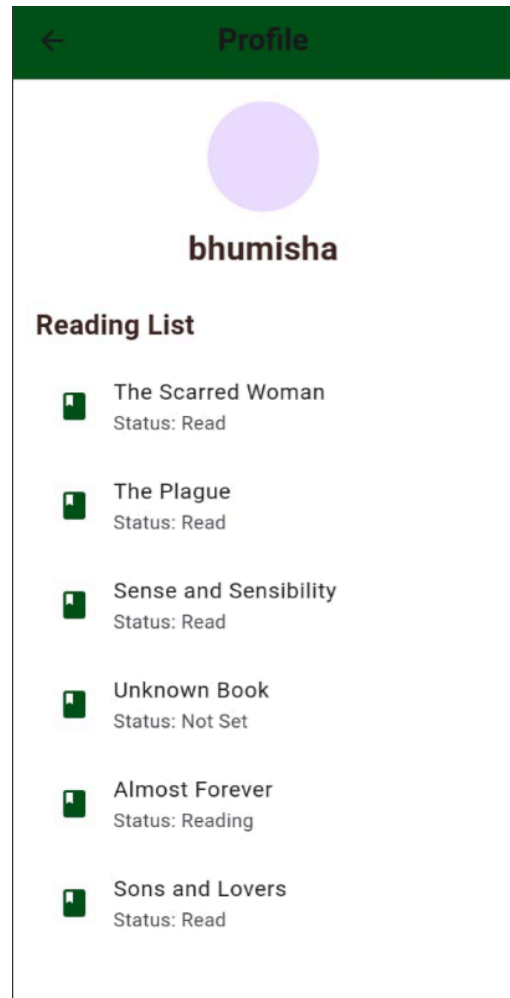 Profile
bhumisha
Reading List
The Scarred Woman
Status: Read
The Plague
Status: Read
Sense and Sensibility
Status: Read
Unknown Book
Status: Not Set
Almost Forever
Status: Reading
Sons and Lovers
Status: Read